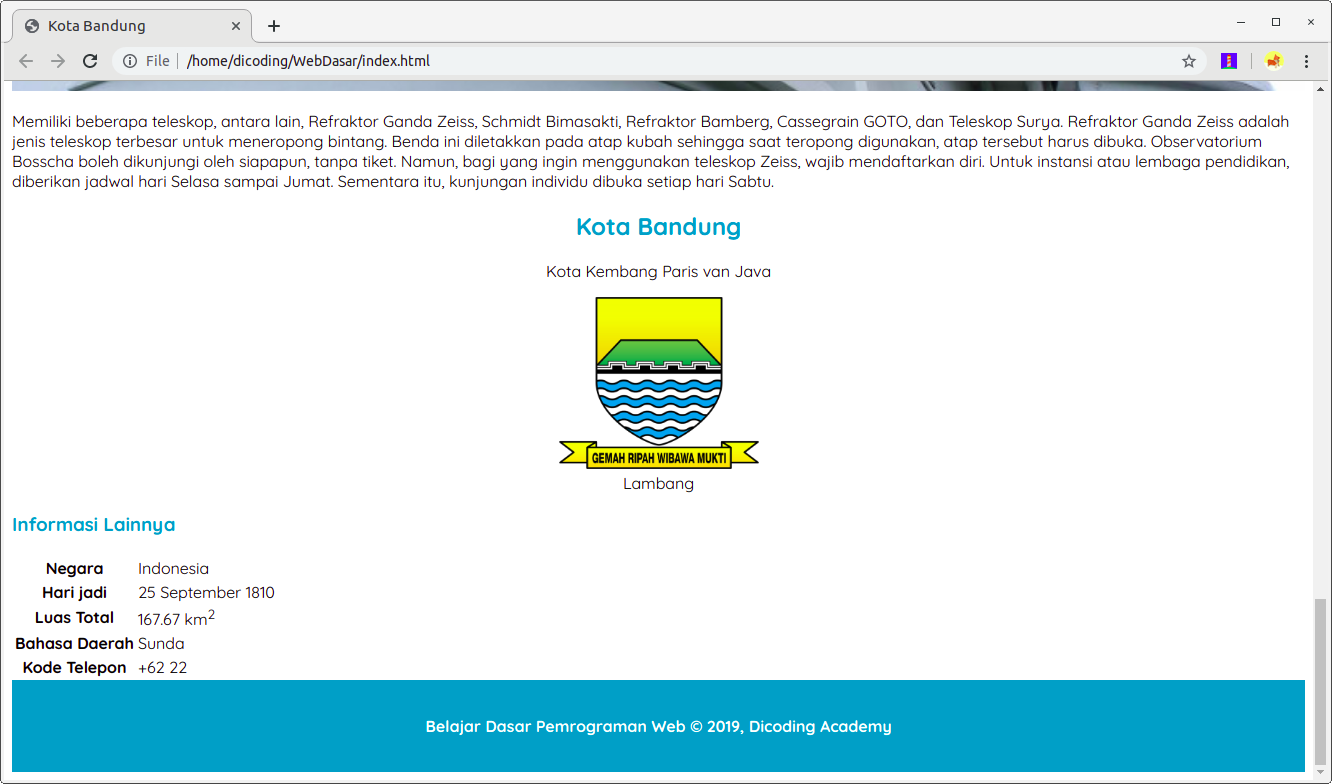 Kota Bandung
File
/home/dicoding/WebDasar/index.html
Memiliki beberapa teleskop, antara lain, Refraktor Ganda Zeiss, Schmidt Bimasakti, Refraktor Bamberg, Cassegrain GOTO, dan Teleskop Surya. Refraktor Ganda Zeiss adalah
jenis teleskop terbesar untuk meneropong bintang. Benda ini diletakkan pada atap kubah sehingga saat teropong digunakan, atap tersebut harus dibuka. Observatorium
Bosscha boleh dikunjungi oleh siapapun, tanpa tiket. Namun, bagi yang ingin menggunakan teleskop Zeiss, wajib mendaftarkan diri. Untuk instansi atau lembaga pendidikan,
diberikan jadwal hari Selasa sampai Jumat. Sementara itu, kunjungan individu dibuka setiap hari Sabtu.
Kota Bandung
Kota Kembang Paris van Java
GEMAH RIPAH WIBAWA MUKTI
Lambang
Informasi Lainnya
Negara Indonesia
Hari jadi 25 September 1810
Luas Total 167.67 km²
Bahasa Daerah Sunda
Kode Telepon +62 22
Belajar Dasar Pemrograman Web © 2019, Dicoding Academy